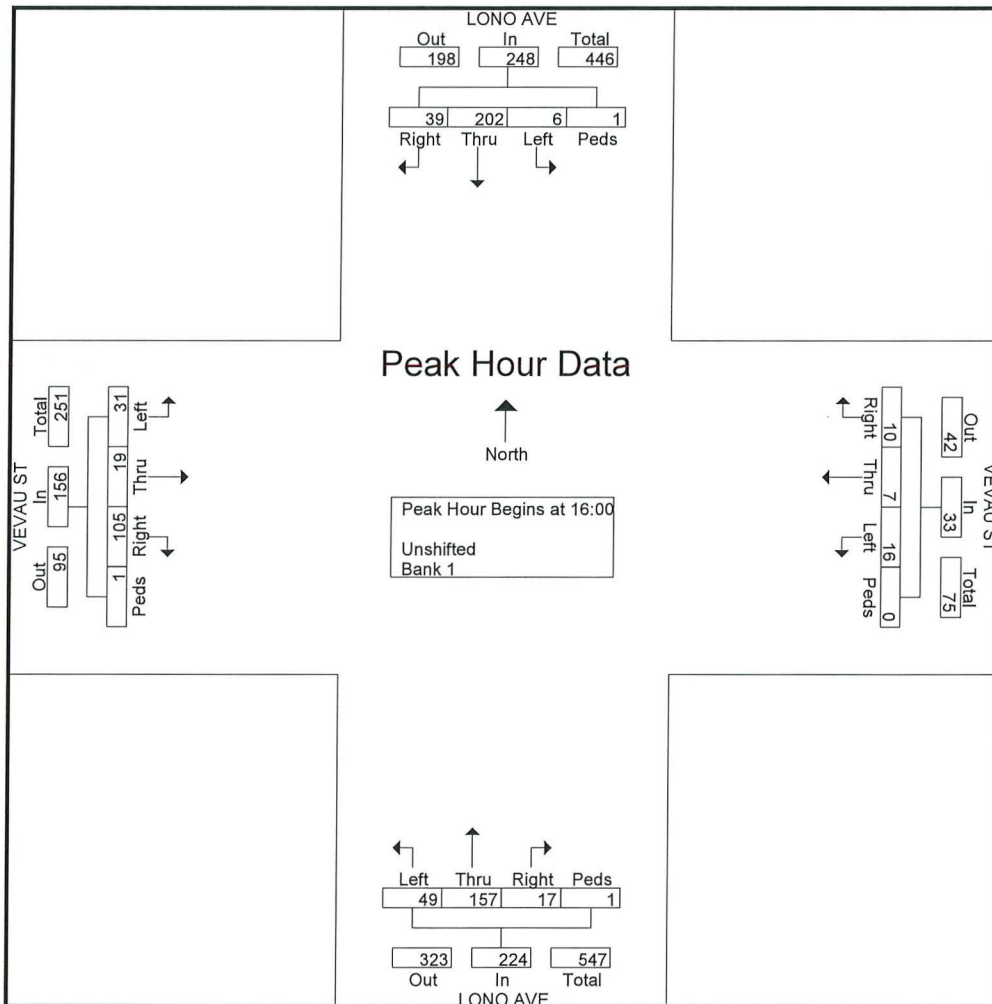 LONO AVE
Out In Total
198 248 446
39 202 6 1
Right Thru Left Peds
Peak Hour Data
North
Peak Hour Begins at 16:00
Unshifted
Bank 1
VEVAU ST
Total In Out
251 156 95
31 19 105 1
Left Thru Right Peds
Right Thru Left Peds
10 7 16 0
Out In Total
42 33 75
VEVAU ST
Left Thru Right Peds
49 157 17 1
323 224 547
Out In Total
LONO AVE